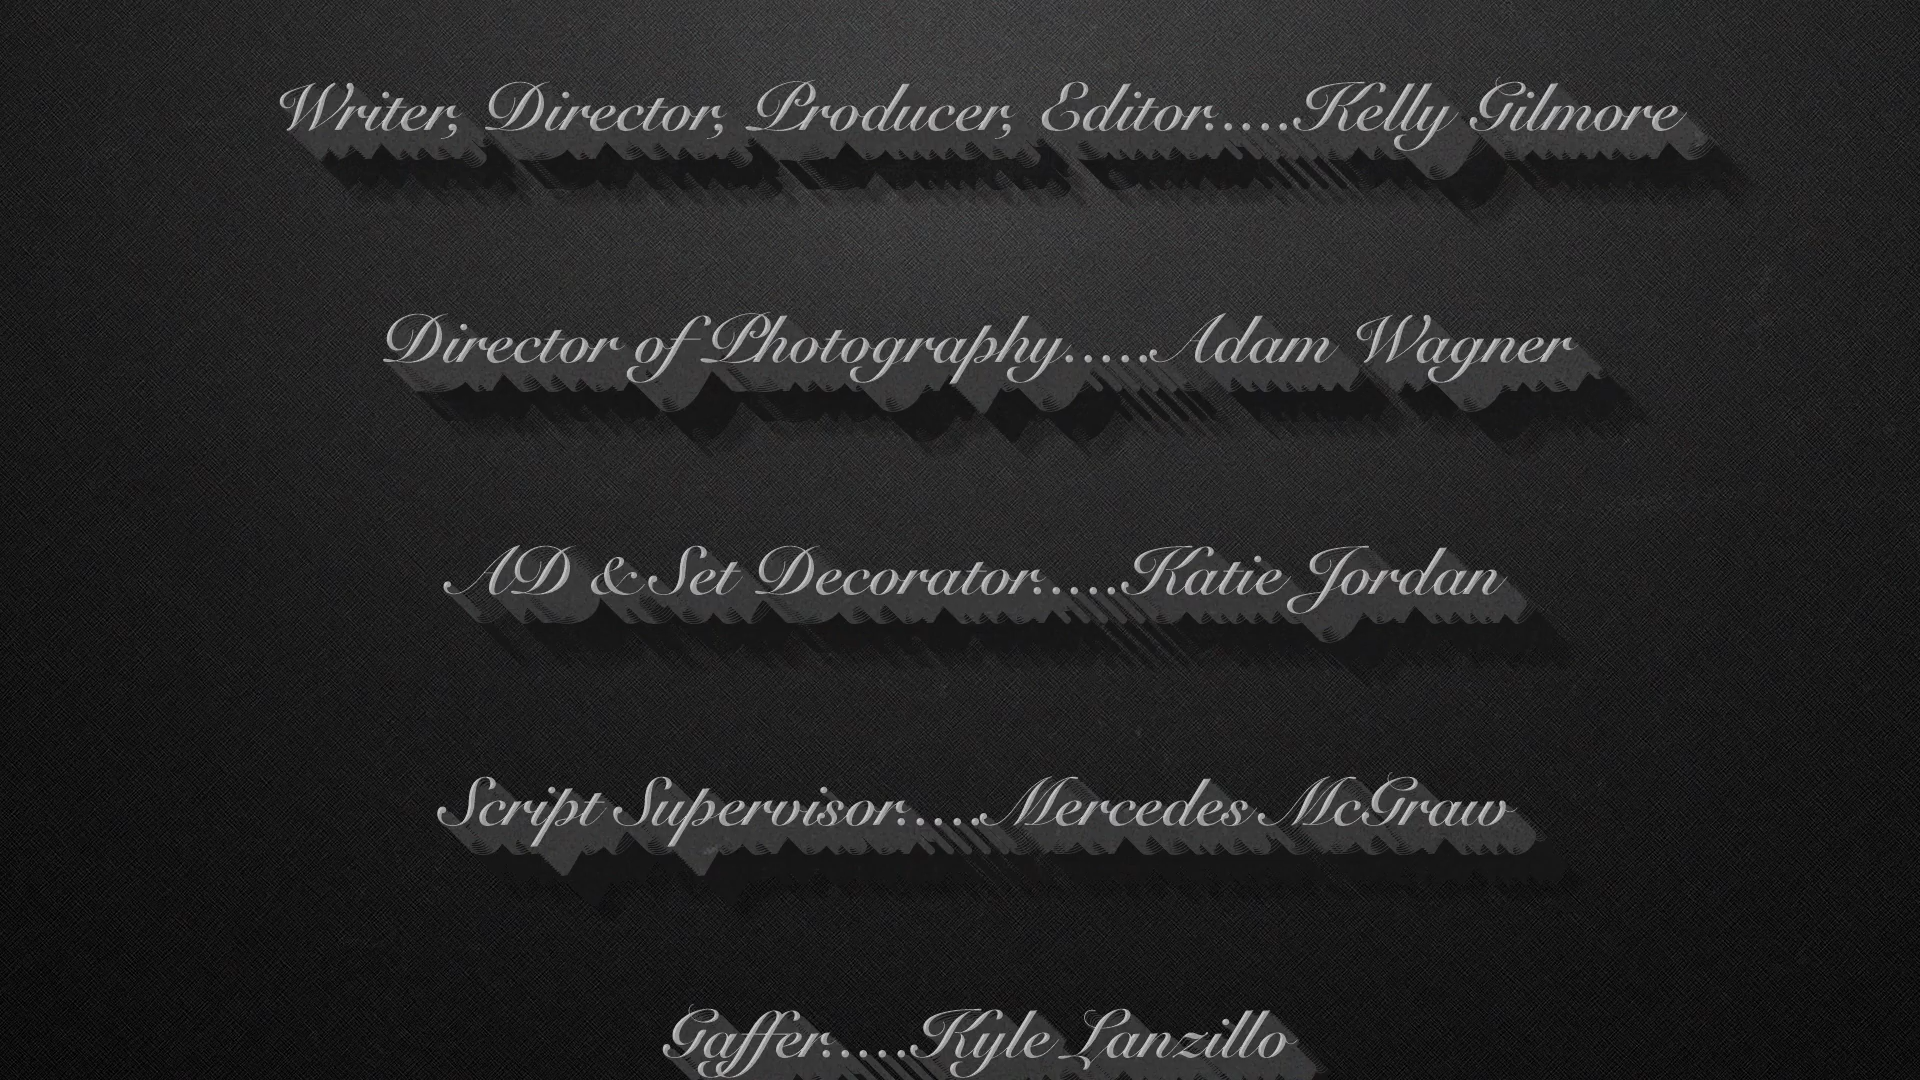 Writer, Director, Producer, Editor.....Kelly Gilmore
Director of Photography.....Adam Wagner
AD & Set Decorator.....Katie Jordan
Script Supervisor.....Mercedes McGraw
Gaffer.....Kyle Lanzillo